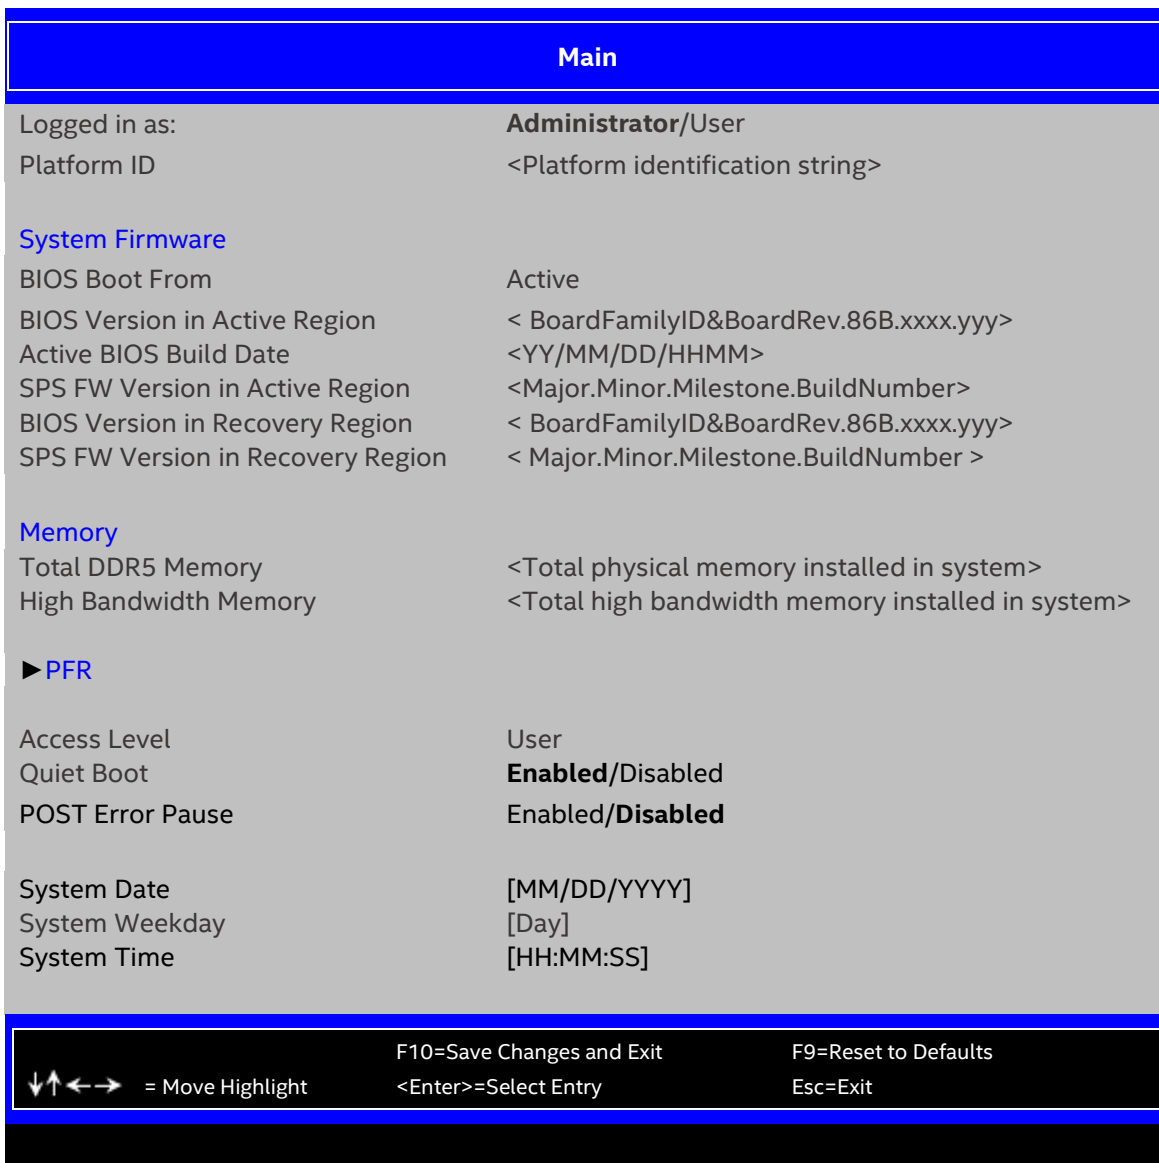 Main
Logged in as: Administrator/User
Platform ID <Platform identification string>
System Firmware
BIOS Boot From Active
BIOS Version in Active Region < BoardFamilyID&BoardRev.86B.xxxx.yyy>
Active BIOS Build Date <YY/MM/DD/HHMM>
SPS FW Version in Active Region <Major.Minor.Milestone.BuildNumber>
BIOS Version in Recovery Region < BoardFamilyID&BoardRev.86B.xxxx.yyy>
SPS FW Version in Recovery Region < Major.Minor.Milestone.BuildNumber >
Memory
Total DDR5 Memory <Total physical memory installed in system>
High Bandwidth Memory <Total high bandwidth memory installed in system>
►PFR
Access Level User
Quiet Boot Enabled/Disabled
POST Error Pause Enabled/Disabled
System Date [MM/DD/YYYY]
System Weekday [Day]
System Time [HH:MM:SS]
F10=Save Changes and Exit F9=Reset to Defaults
↓↑←→ = Move Highlight <Enter>=Select Entry Esc=Exit